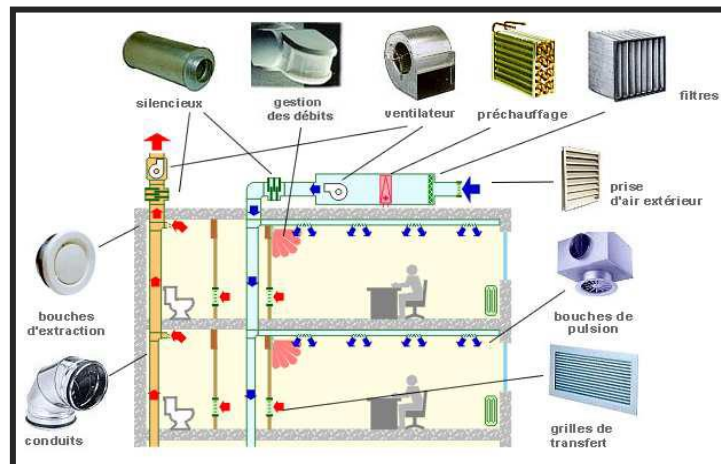 silencieux
gestion
des débits
ventilateur
préchauffage
filtres
prise
d'air extérieur
bouches
d'extraction
bouches de
pulsion
conduits
grilles de
transfert